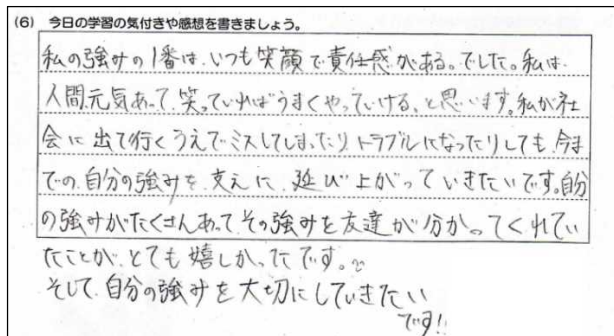 (6) 今日の学習の気付きや感想を書きましょう。
私の強みの1番は、いつも笑顔で責任感がある。でした。私は、
人間元気あって、笑っていればうまくやっていける、と思います。私が社
会に出て行くうえでミスしてしまったり、トラブルになったりしても、今ま
での、自分の強みを、支えに、延び上がっていきたいです。自分
の強みがたくさんあって、その強みを友達が分かってくれてい
たことが、とても嬉しかったです。
そして、自分の強みを大切にしていきたい
です!!